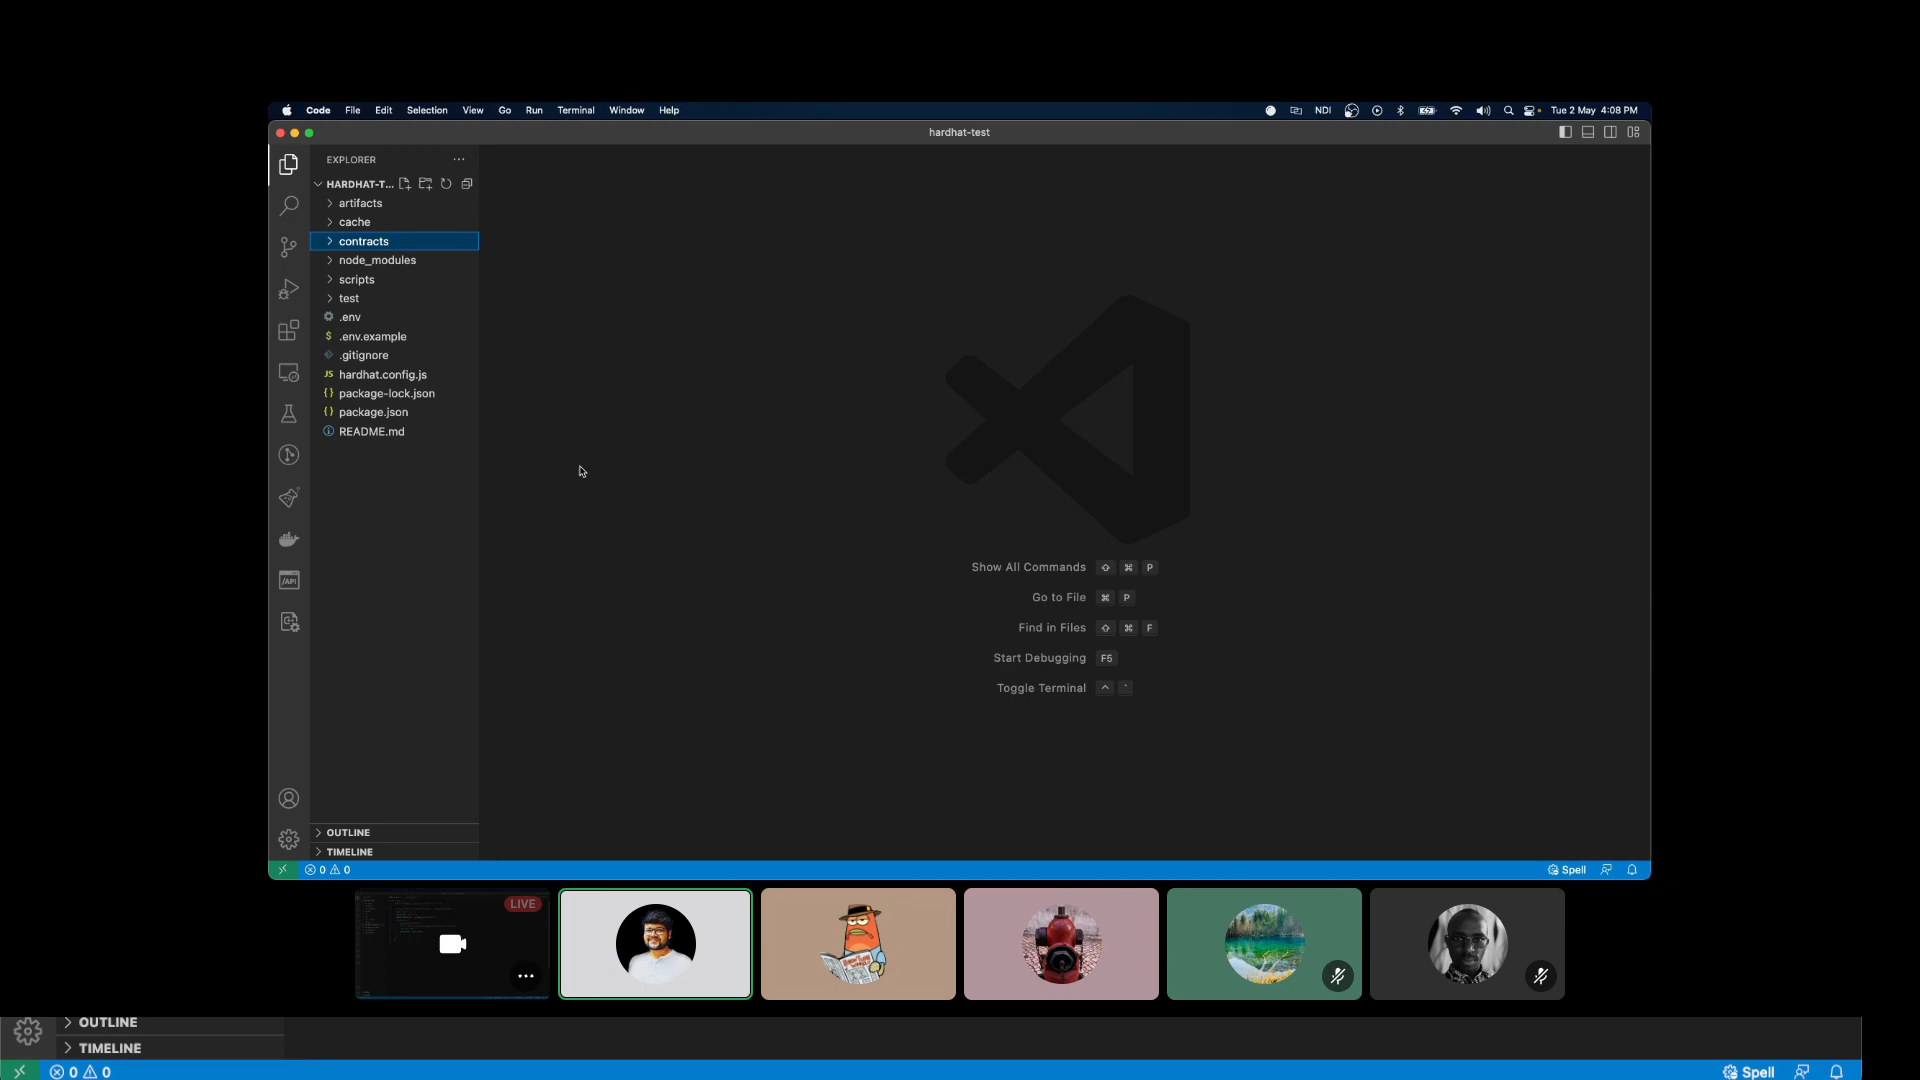 Code File Edit Selection View Go Run Terminal Window Help NDI Tue 2 May 4:08 PM
hardhat-test
EXPLORER
HARDHAT-T...
artifacts
cache
contracts
node_modules
scripts
test
.env
$ .env.example
.gitignore
JS hardhat.config.js
{} package-lock.json
{} package.json
README.md
/API
Show All Commands ⇧ ⌘ P
Go to File ⌘ P
Find in Files ⇧ ⌘ F
Start Debugging F5
Toggle Terminal ^ `
OUTLINE
TIMELINE
0 0 Spell
LIVE
OUTLINE
TIMELINE
0 0 Spell